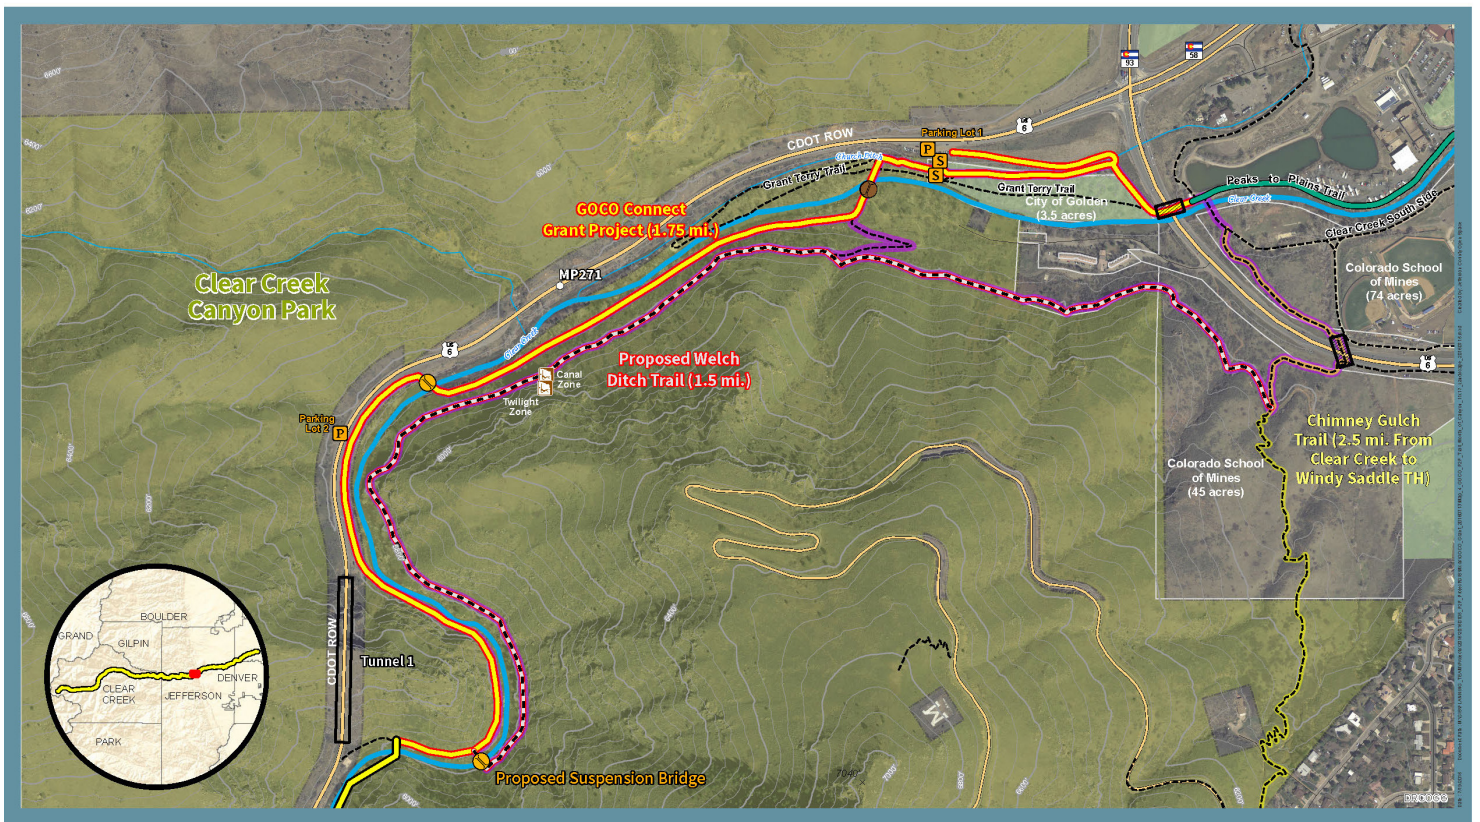 93
58
US
6
CDOT ROW
Parking Lot 1
P
S
S
Church Ditch
Grant Terry Trail
Grant Terry Trail
City of Golden
(3.5 acres)
Peaks to Plains Trail
Clear Creek
Clear Creek South Side
GOCO Connect
Grant Project (1.75 mi.)
Clear Creek
Canyon Park
MP271
Colorado School
of Mines
(74 acres)
Clear Creek
US
6
US
6
Proposed Welch
Ditch Trail (1.5 mi.)
Canal
Zone
Twilight
Zone
Parking
Lot 2
P
Chimney Gulch
Trail (2.5 mi. From
Clear Creek to
Windy Saddle TH)
Colorado School
of Mines
(45 acres)
CDOT ROW
Tunnel 1
BOULDER
GRAND
GILPIN
CLEAR
CREEK
JEFFERSON
DENVER
PARK
M
Proposed Suspension Bridge
7040'
DRCOG